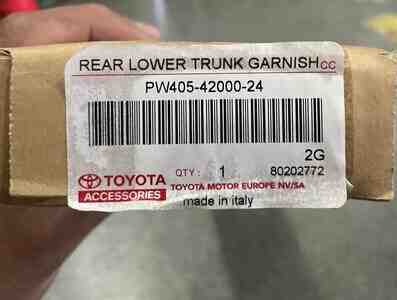 REAR LOWER TRUNK GARNISH CC
PW405-42000-24
2G
QTY: 1 80202772
TOYOTA
ACCESSORIES
TOYOTA MOTOR EUROPE NV/SA
made in italy